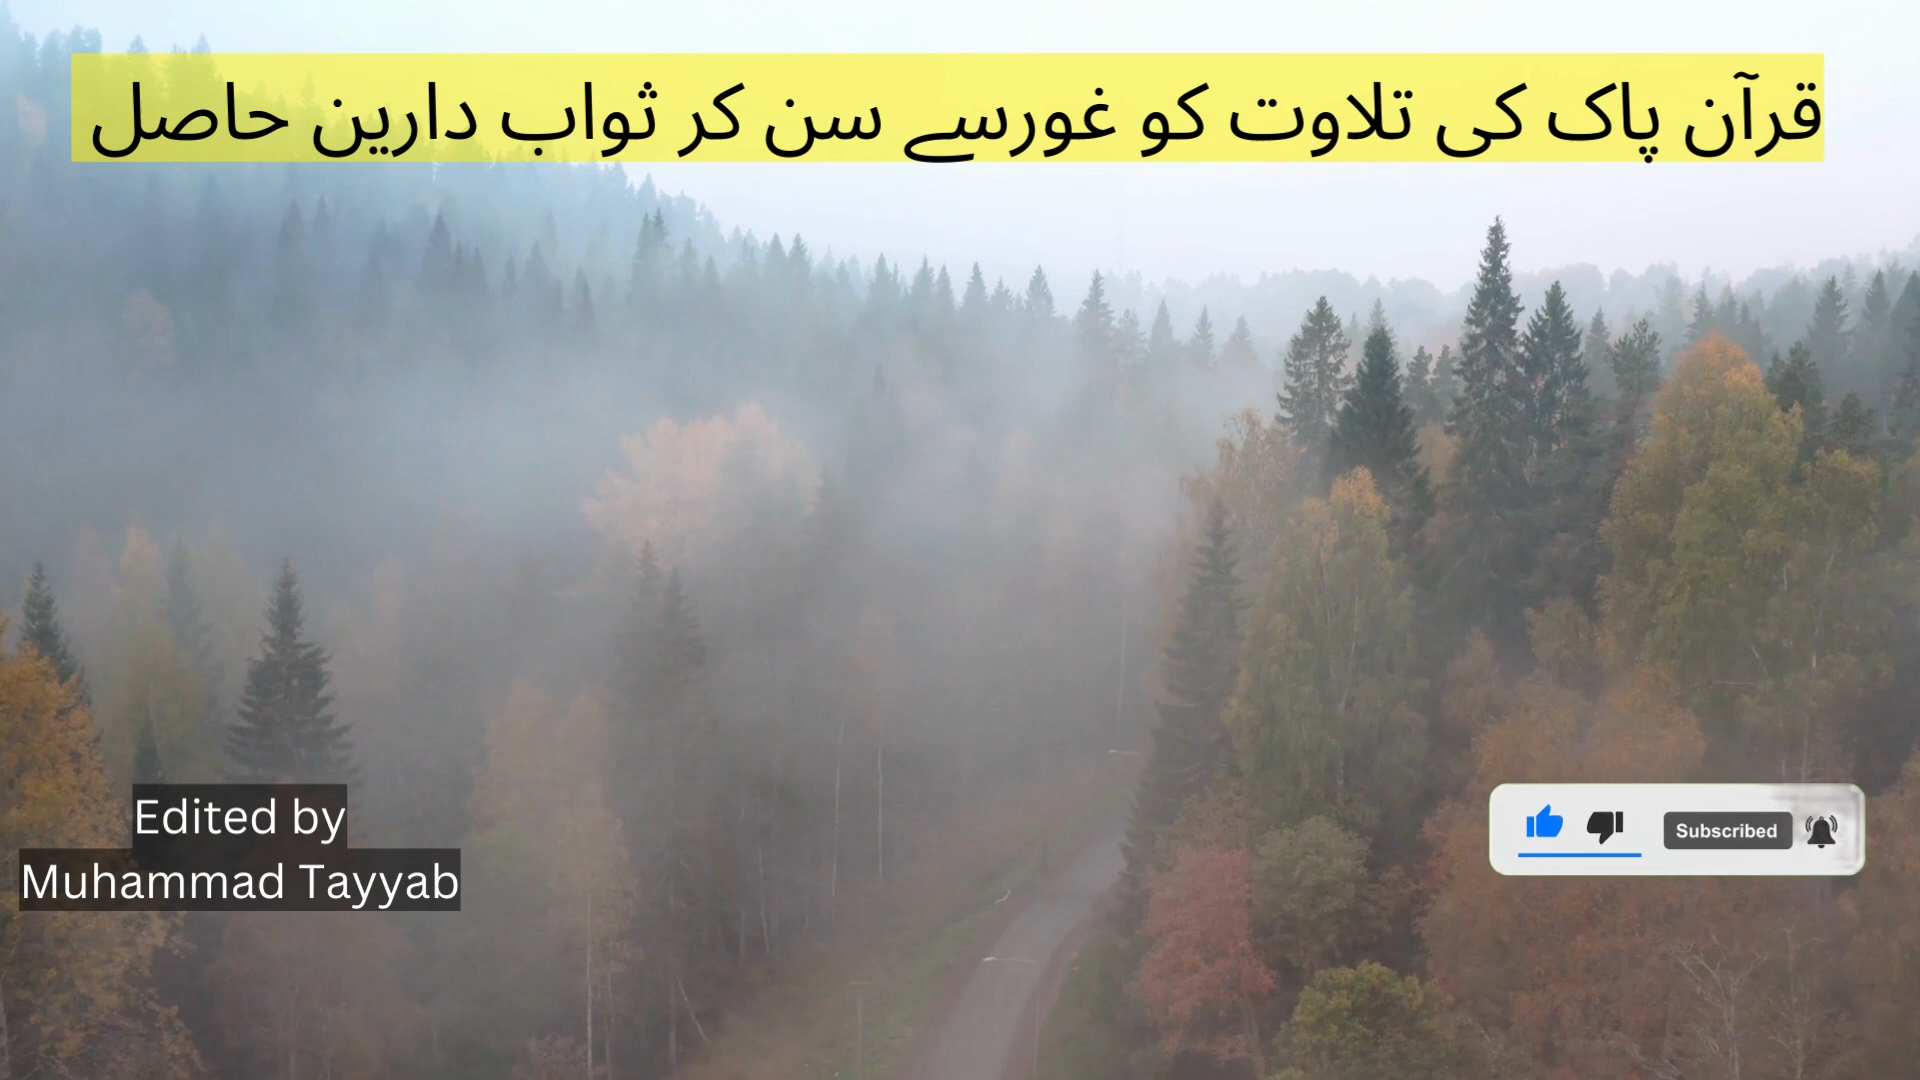 قرآن پاک کی تلاوت کو غورسے سن کر ثواب دارین حاصل
Edited by
Muhammad Tayyab
Subscribed